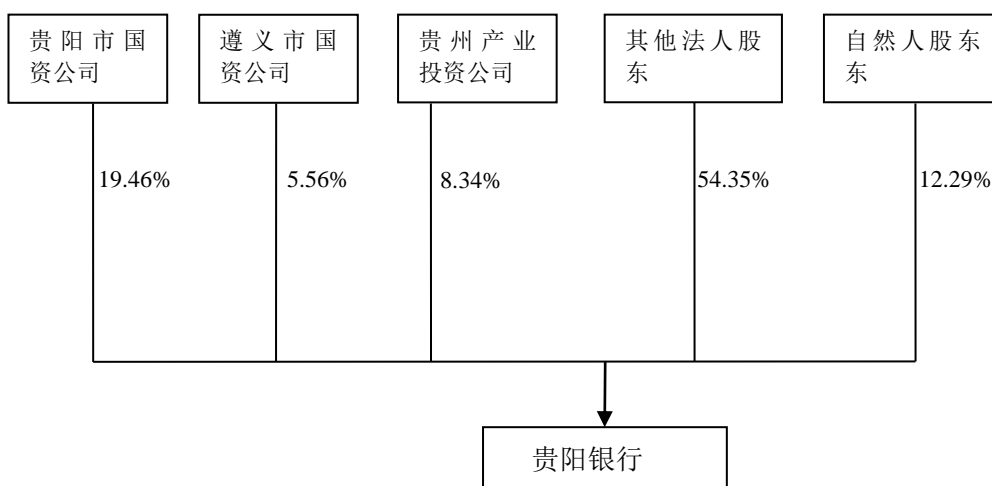 贵阳市国
资公司
遵义市国
资公司
贵州产业
投资公司
其他法人股
东
自然人股东
东
19.46%
5.56%
8.34%
54.35%
12.29%
贵阳银行